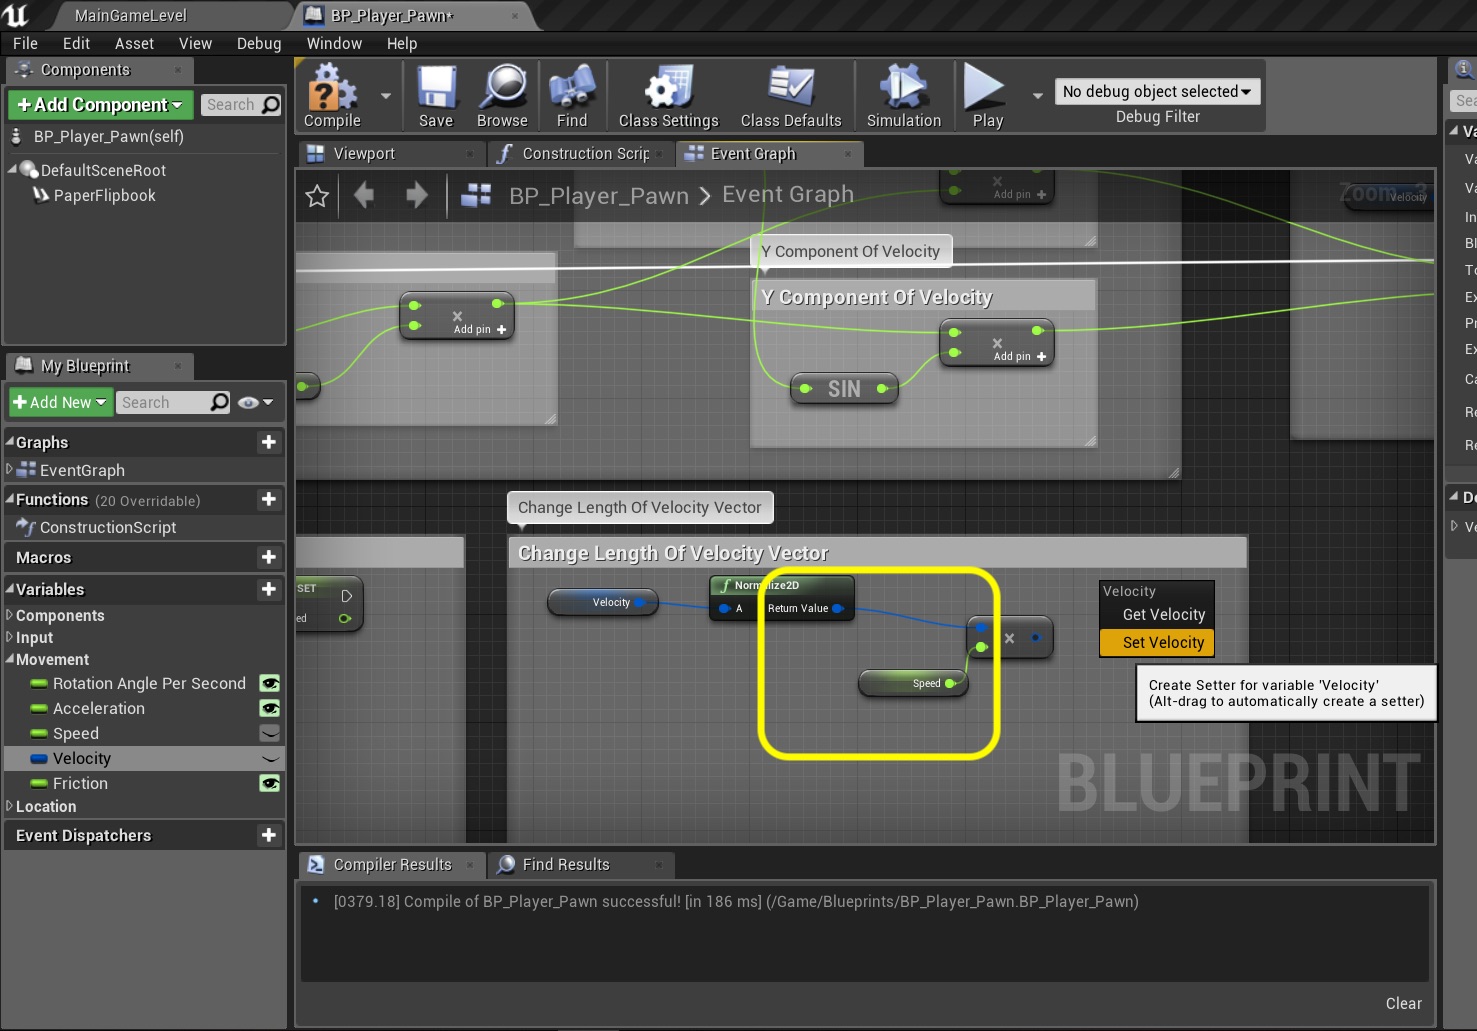 MainGameLevel
BP_Player_Pawn*
File Edit Asset View Debug Window Help
Components
+Add Component
Search
BP_Player_Pawn(self)
DefaultSceneRoot
PaperFlipbook
Compile
Save
Browse
Find
Class Settings
Class Defaults
Simulation
Play
No debug object selected
Debug Filter
Viewport
Construction Scrip
Event Graph
BP_Player_Pawn > Event Graph
Zoom -3
Velocity
×
Add pin +
Y Component Of Velocity
Y Component Of Velocity
×
Add pin +
×
Add pin +
SIN
My Blueprint
+Add New
Search
Graphs
EventGraph
Functions (20 Overridable)
ConstructionScript
Macros
Variables
Components
Input
Movement
Rotation Angle Per Second
Acceleration
Speed
Velocity
Friction
Location
Event Dispatchers
Change Length Of Velocity Vector
Change Length Of Velocity Vector
SET
ed
Velocity
f Normalize2D
A Return Value
×
Speed
Velocity
Get Velocity
Set Velocity
Create Setter for variable 'Velocity'
(Alt-drag to automatically create a setter)
BLUEPRINT
Compiler Results
Find Results
[0379.18] Compile of BP_Player_Pawn successful! [in 186 ms] (/Game/Blueprints/BP_Player_Pawn.BP_Player_Pawn)
Clear
Sea
Va
Va
Va
In
Bl
To
Ex
Pr
Ex
Ca
Re
Re
De
Ve